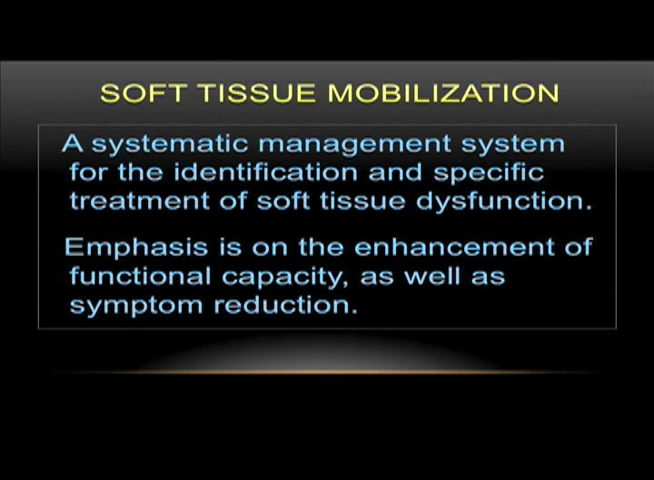 SOFT TISSUE MOBILIZATION
A systematic management system
for the identification and specific
treatment of soft tissue dysfunction.
Emphasis is on the enhancement of
functional capacity, as well as
symptom reduction.